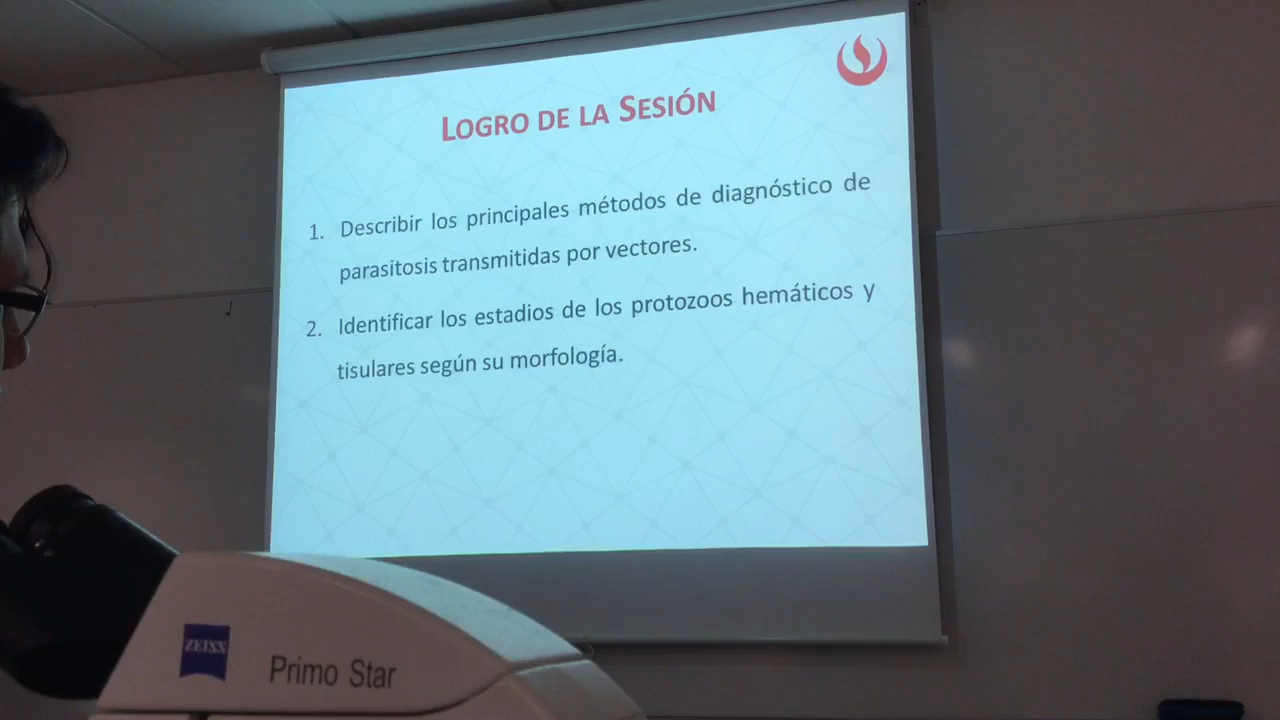 LOGRO DE LA SESIÓN
1. Describir los principales métodos de diagnóstico de
parasitosis transmitidas por vectores.
2. Identificar los estadios de los protozoos hemáticos y
tisulares según su morfología.
ZEISS
Primo Star